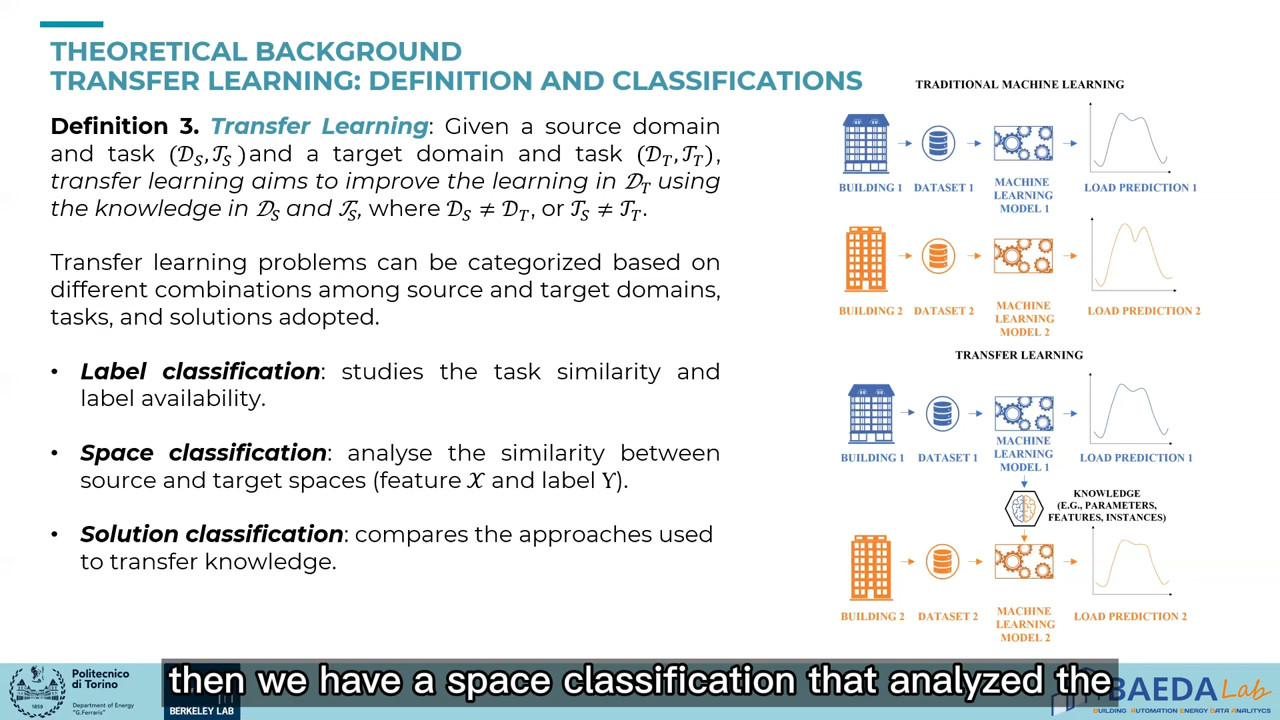 THEORETICAL BACKGROUND
TRANSFER LEARNING: DEFINITION AND CLASSIFICATIONS
Definition 3. Transfer Learning: Given a source domain
and task (𝒟S, 𝒯S) and a target domain and task (𝒟T, 𝒯T),
transfer learning aims to improve the learning in 𝒟T using
the knowledge in 𝒟S and 𝒯S, where 𝒟S ≠ 𝒟T, or 𝒯S ≠ 𝒯T.
Transfer learning problems can be categorized based on
different combinations among source and target domains,
tasks, and solutions adopted.
• Label classification: studies the task similarity and
label availability.
• Space classification: analyse the similarity between
source and target spaces (feature 𝒳 and label Y).
• Solution classification: compares the approaches used
to transfer knowledge.
TRADITIONAL MACHINE LEARNING
BUILDING 1 DATASET 1 MACHINE LEARNING MODEL 1 LOAD PREDICTION 1
BUILDING 2 DATASET 2 MACHINE LEARNING MODEL 2 LOAD PREDICTION 2
TRANSFER LEARNING
BUILDING 1 DATASET 1 MACHINE LEARNING MODEL 1 LOAD PREDICTION 1
KNOWLEDGE
(E.G., PARAMETERS,
FEATURES, INSTANCES)
BUILDING 2 DATASET 2 MACHINE LEARNING MODEL 2 LOAD PREDICTION 2
Politecnico
di Torino
Department of Energy
"G.Ferraris"
1859
BERKELEY LAB
then we have a space classification that analyzed the
BAEDA Lab
BUILDING AUTOMATION ENERGY DATA ANALITYCS